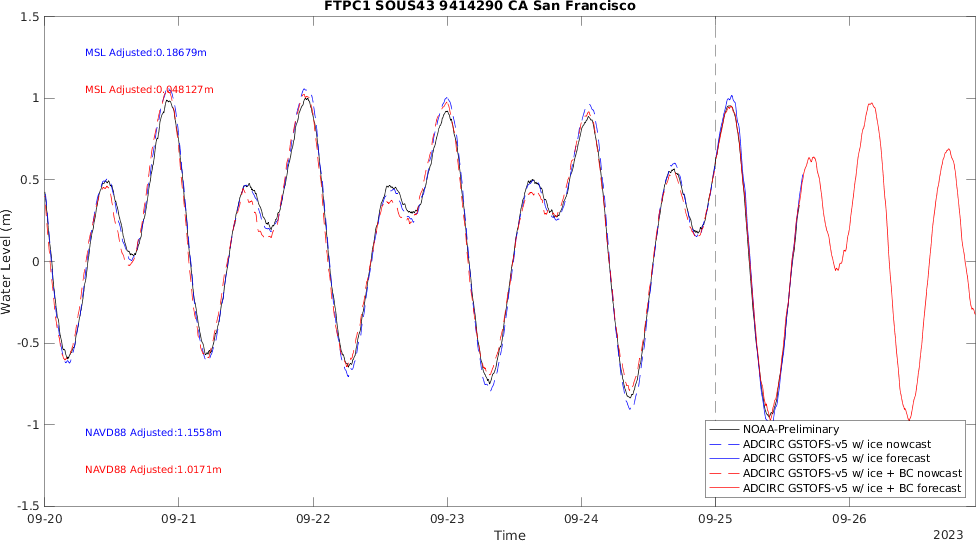 FTPC1 SOUS43 9414290 CA San Francisco
1.5
1
0.5
0
-0.5
-1
-1.5
Water Level (m)
MSL Adjusted:0.18679m
MSL Adjusted:0.048127m
NAVD88 Adjusted:1.1558m
NAVD88 Adjusted:1.0171m
NOAA-Preliminary
ADCIRC GSTOFS-v5 w/ ice nowcast
ADCIRC GSTOFS-v5 w/ ice forecast
ADCIRC GSTOFS-v5 w/ ice + BC nowcast
ADCIRC GSTOFS-v5 w/ ice + BC forecast
09-20 09-21 09-22 09-23 09-24 09-25 09-26
Time
2023